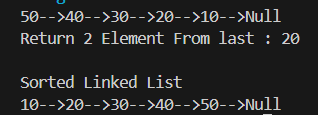 50-->40-->30-->20-->10-->Null
Return 2 Element From last : 20
Sorted Linked List
10-->20-->30-->40-->50-->Null